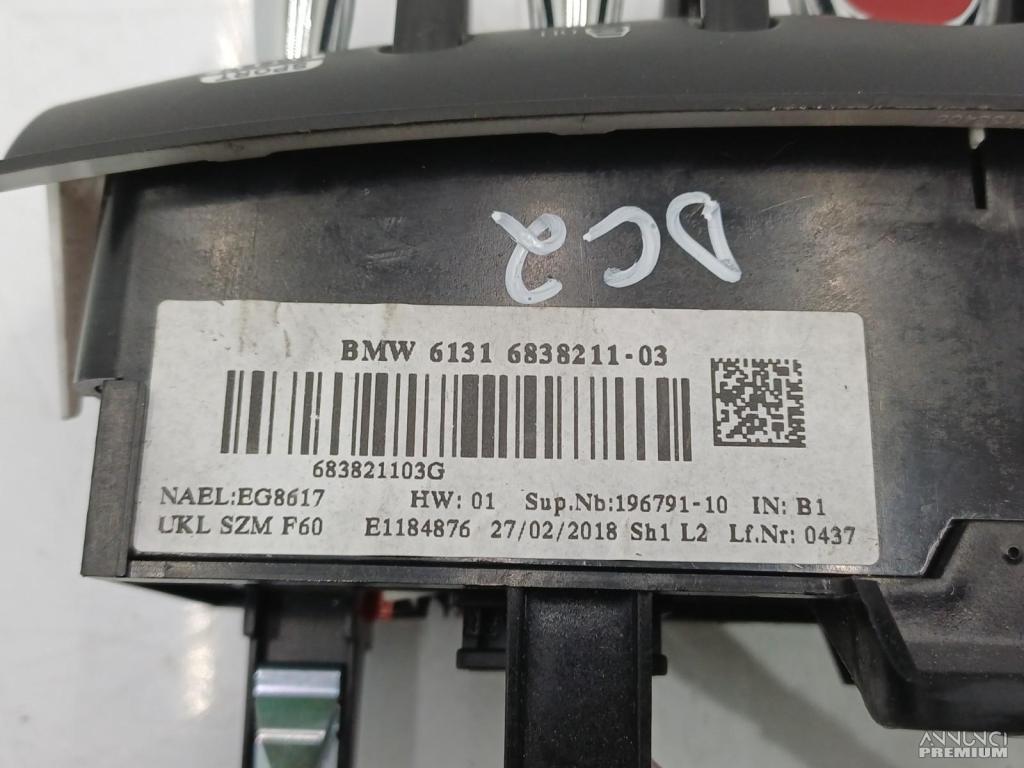 SPORT
DC2
BMW 6131 6838211-03
683821103G
NAEL:EG8617 HW: 01 Sup.Nb:196791-10 IN: B1
UKL SZM F60 E1184876 27/02/2018 Sh1 L2 Lf.Nr: 0437
ANNUNCI
PREMIUM